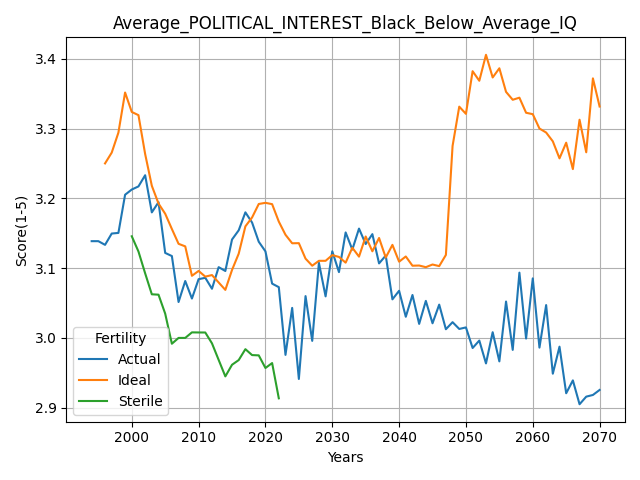 Average_POLITICAL_INTEREST_Black_Below_Average_IQ
Score(1-5)
3.4
3.3
3.2
3.1
3.0
2.9
Fertility
Actual
Ideal
Sterile
2000 2010 2020 2030 2040 2050 2060 2070
Years